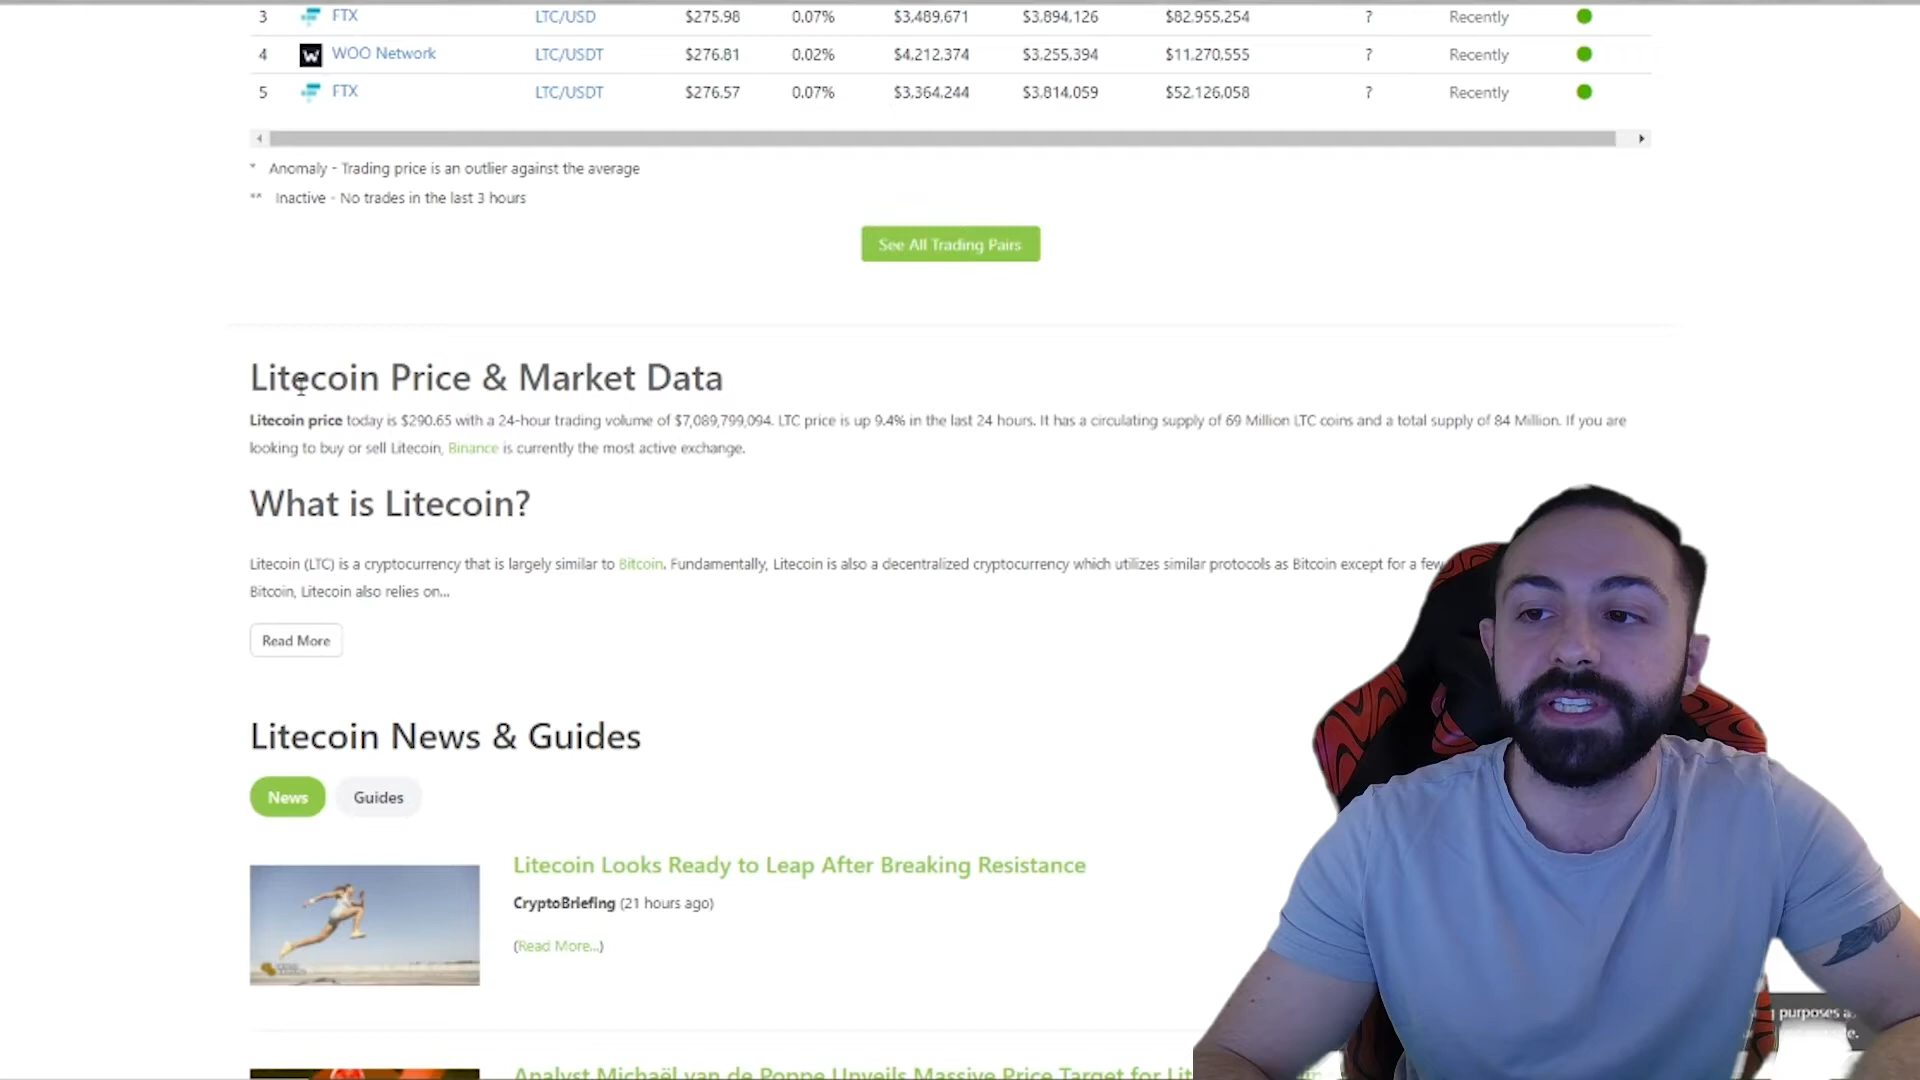 3 FTX LTC/USD $275.98 0.07% $3,489,671 $3,894,126 $82,955,254 ? Recently
4 WOO Network LTC/USDT $276.81 0.02% $4,212,374 $3,255,394 $11,270,555 ? Recently
5 FTX LTC/USDT $276.57 0.07% $3,364,244 $3,814,059 $52,126,058 ? Recently
* Anomaly - Trading price is an outlier against the average
** Inactive - No trades in the last 3 hours
See All Trading Pairs
Litecoin Price & Market Data
Litecoin price today is $290.65 with a 24-hour trading volume of $7,089,799,094. LTC price is up 9.4% in the last 24 hours. It has a circulating supply of 69 Million LTC coins and a total supply of 84 Million. If you are
looking to buy or sell Litecoin, Binance is currently the most active exchange.
What is Litecoin?
Litecoin (LTC) is a cryptocurrency that is largely similar to Bitcoin. Fundamentally, Litecoin is also a decentralized cryptocurrency which utilizes similar protocols as Bitcoin except for a few
Bitcoin, Litecoin also relies on...
Read More
Litecoin News & Guides
News Guides
Litecoin Looks Ready to Leap After Breaking Resistance
CryptoBriefing (21 hours ago)
(Read More...)
purposes
Analyst Michaël van de Poppe Unveils Massive Price Target for